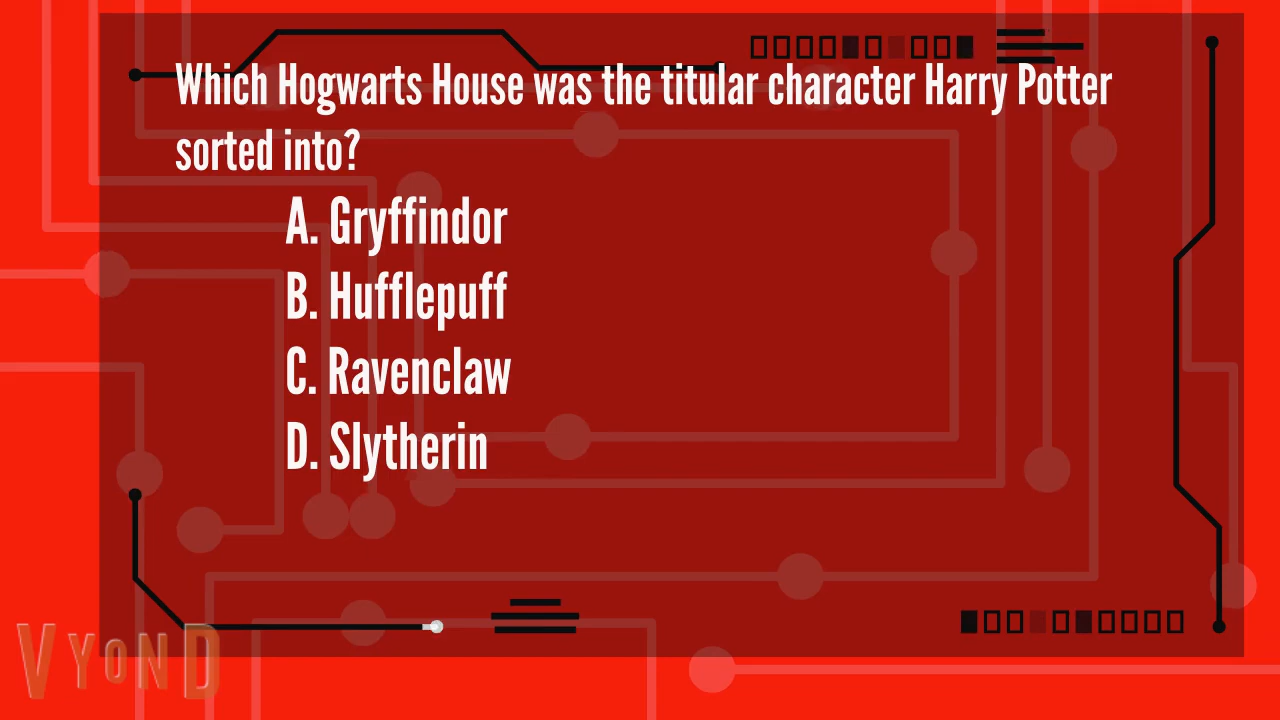 Which Hogwarts House was the titular character Harry Potter
sorted into?
A. Gryffindor
B. Hufflepuff
C. Ravenclaw
D. Slytherin
VYOND